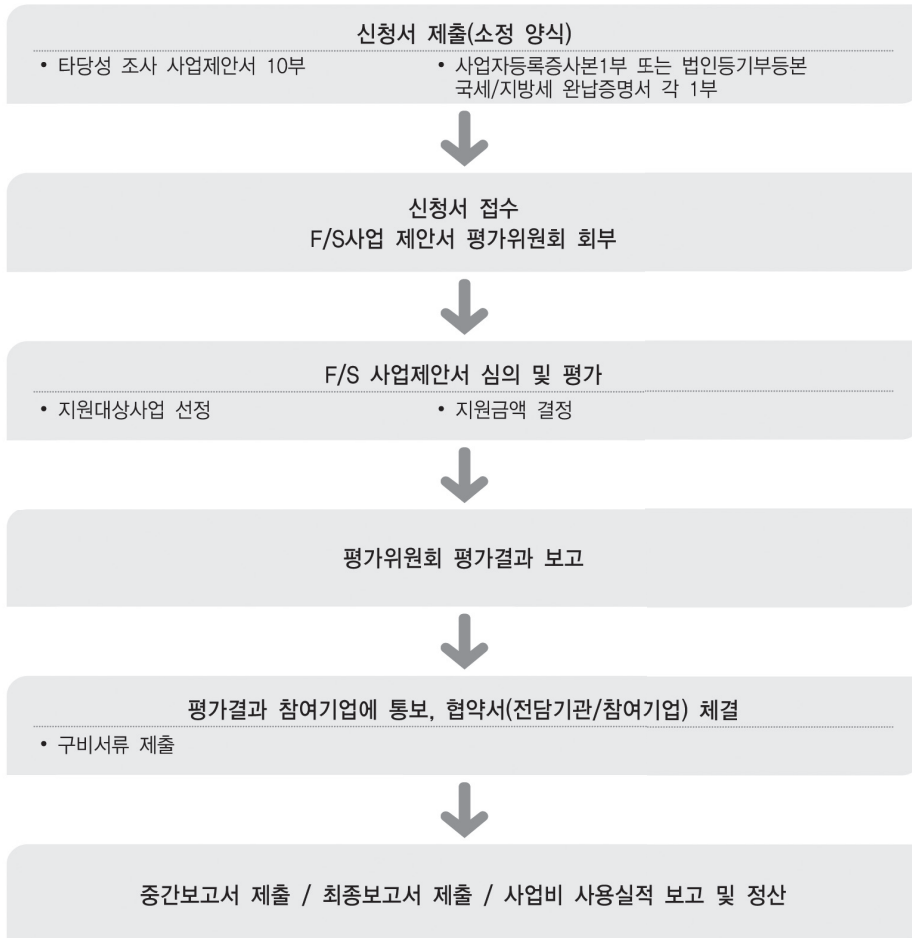 신청서 제출(소정 양식)
• 타당성 조사 사업제안서 10부
• 사업자등록증사본1부 또는 법인등기부등본
국세/지방세 완납증명서 각 1부
신청서 접수
F/S사업 제안서 평가위원회 회부
F/S 사업제안서 심의 및 평가
• 지원대상사업 선정
• 지원금액 결정
평가위원회 평가결과 보고
평가결과 참여기업에 통보, 협약서(전담기관/참여기업) 체결
• 구비서류 제출
중간보고서 제출 / 최종보고서 제출 / 사업비 사용실적 보고 및 정산